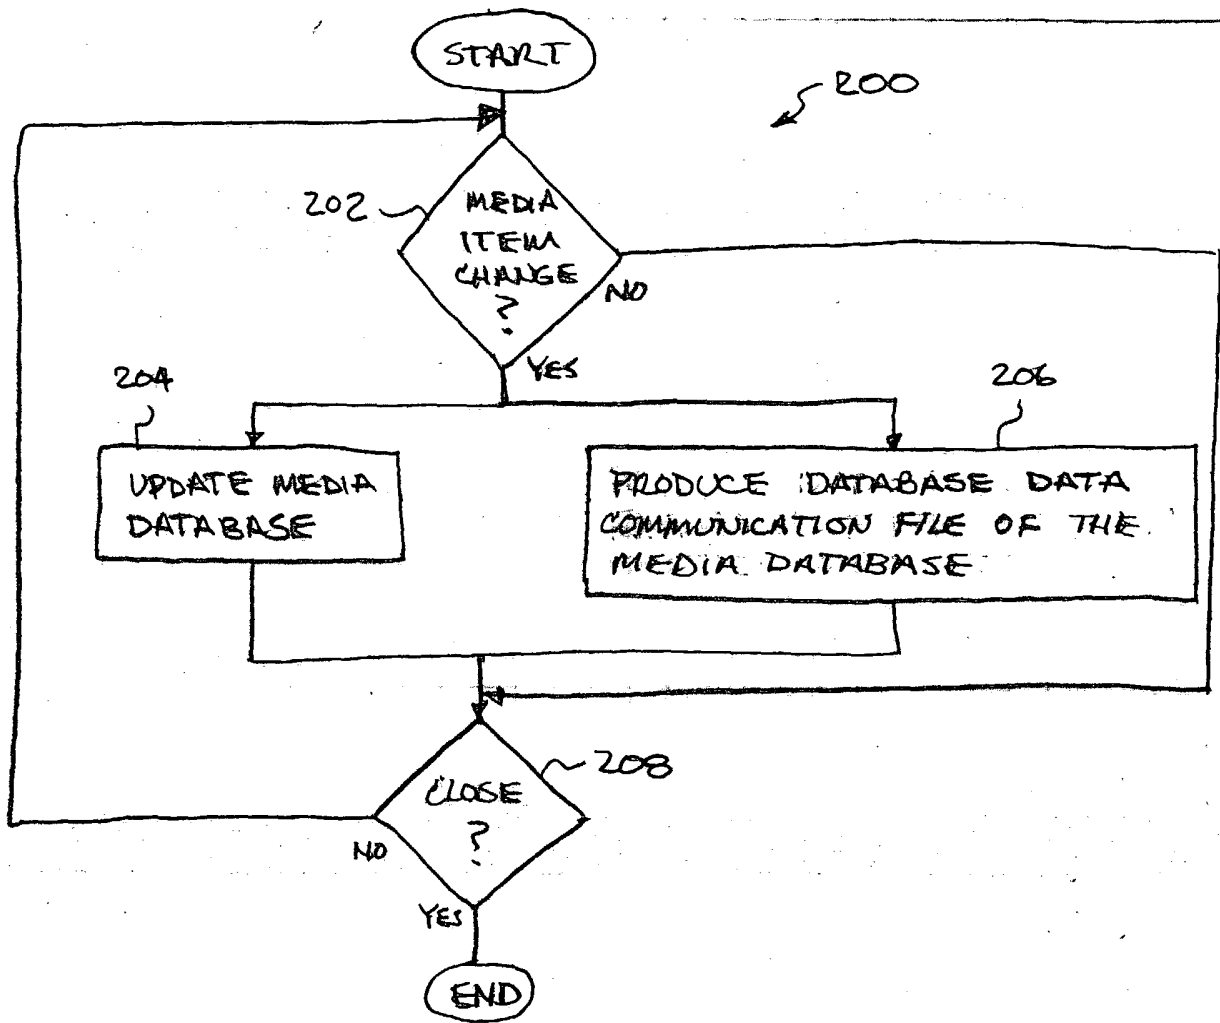 START
200
202
MEDIA
ITEM
CHANGE
?
NO
YES
204
206
UPDATE MEDIA
DATABASE
PRODUCE DATABASE DATA
COMMUNICATION FILE OF THE
MEDIA DATABASE
208
CLOSE
?
NO
YES
END